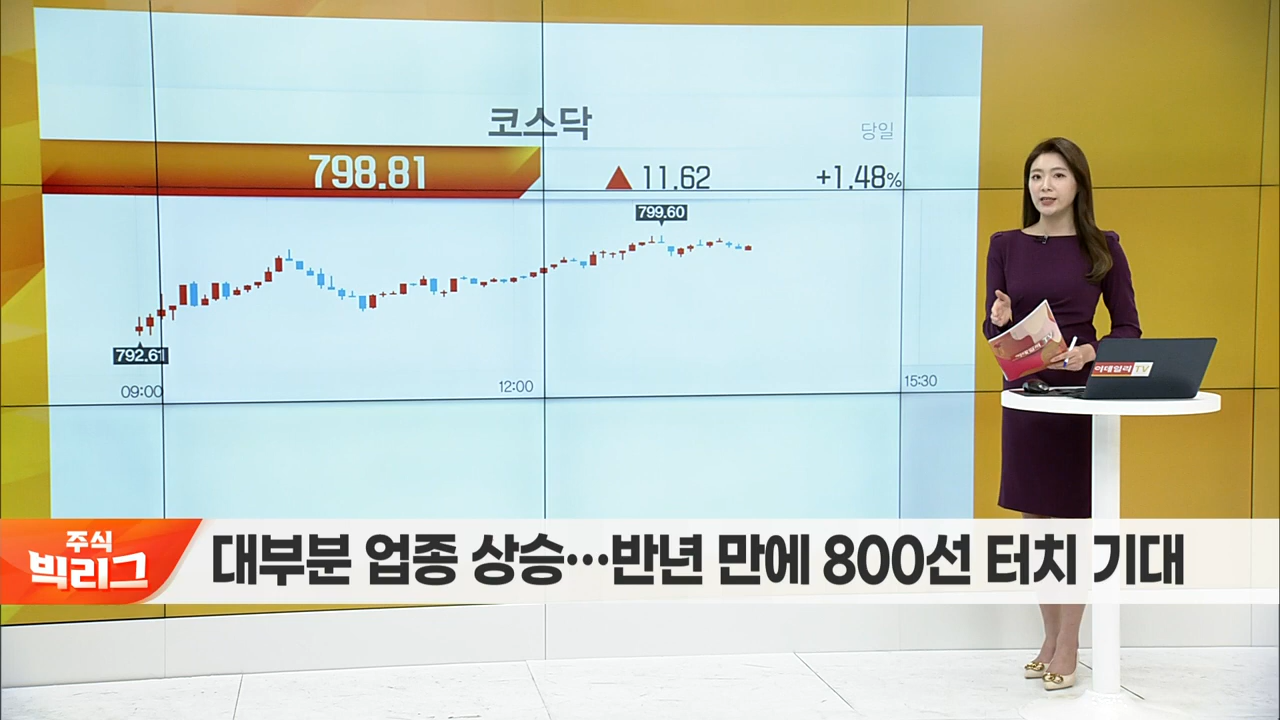 코스닥
당일
798.81 ▲ 11.62 +1.48%
799.60
792.61
09:00 12:00 15:30
이데일리 TV
주식
빅리그
대부분 업종 상승…반년 만에 800선 터치 기대